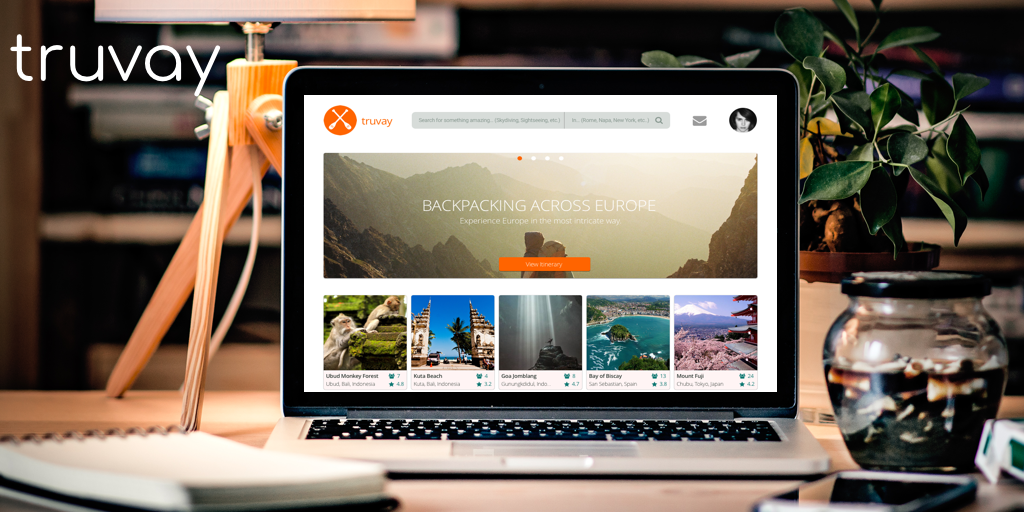 truvay
truvay
Search for something amazing... (Skydiving, Sightseeing, etc.)
In... (Rome, Napa, New York, etc..)
BACKPACKING ACROSS EUROPE
Experience Europe in the most intricate way.
View Itinerary
Ubud Monkey Forest 7
Ubud, Bali, Indonesia 4.8
Kuta Beach 4
Kuta, Bali, Indonesia 3.2
Goa Jomblang 8
Gunungkidul, Indo... 4.7
Bay of Biscay 13
San Sebastian, Spain 3.8
Mount Fuji 24
Chubu, Tokyo, Japan 4.2